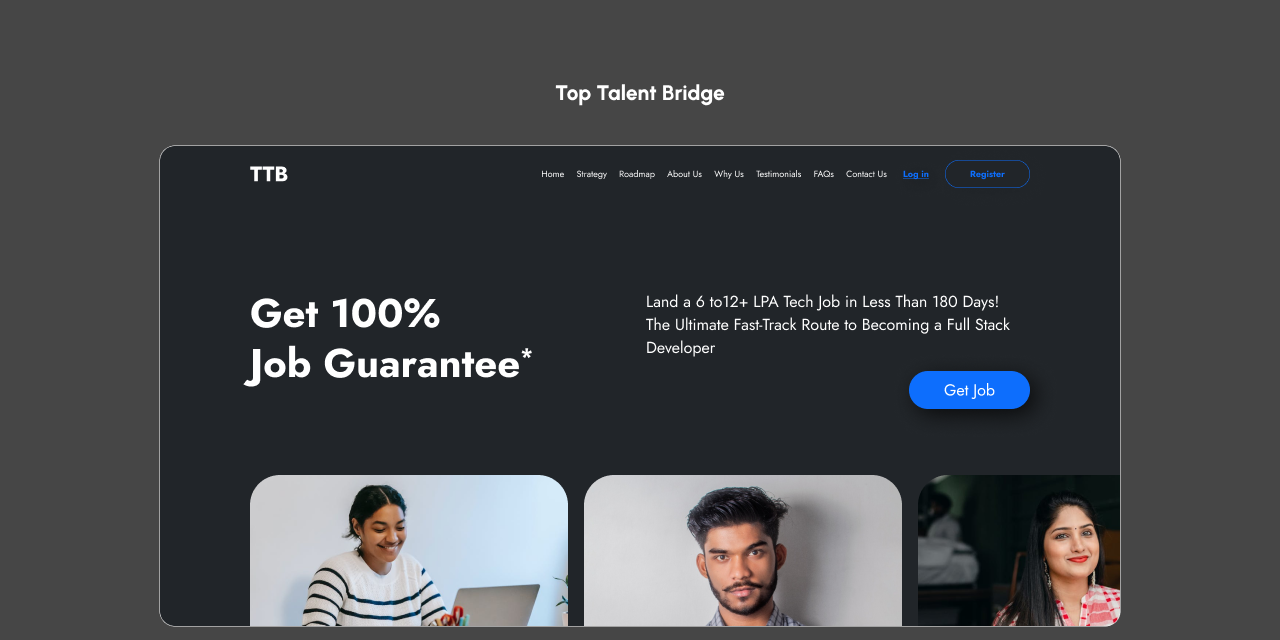 Top Talent Bridge
TTB
Home Strategy Roadmap About Us Why Us Testimonials FAQs Contact Us Log in Register
Get 100%
Job Guarantee*
Land a 6 to12+ LPA Tech Job in Less Than 180 Days!
The Ultimate Fast-Track Route to Becoming a Full Stack
Developer
Get Job